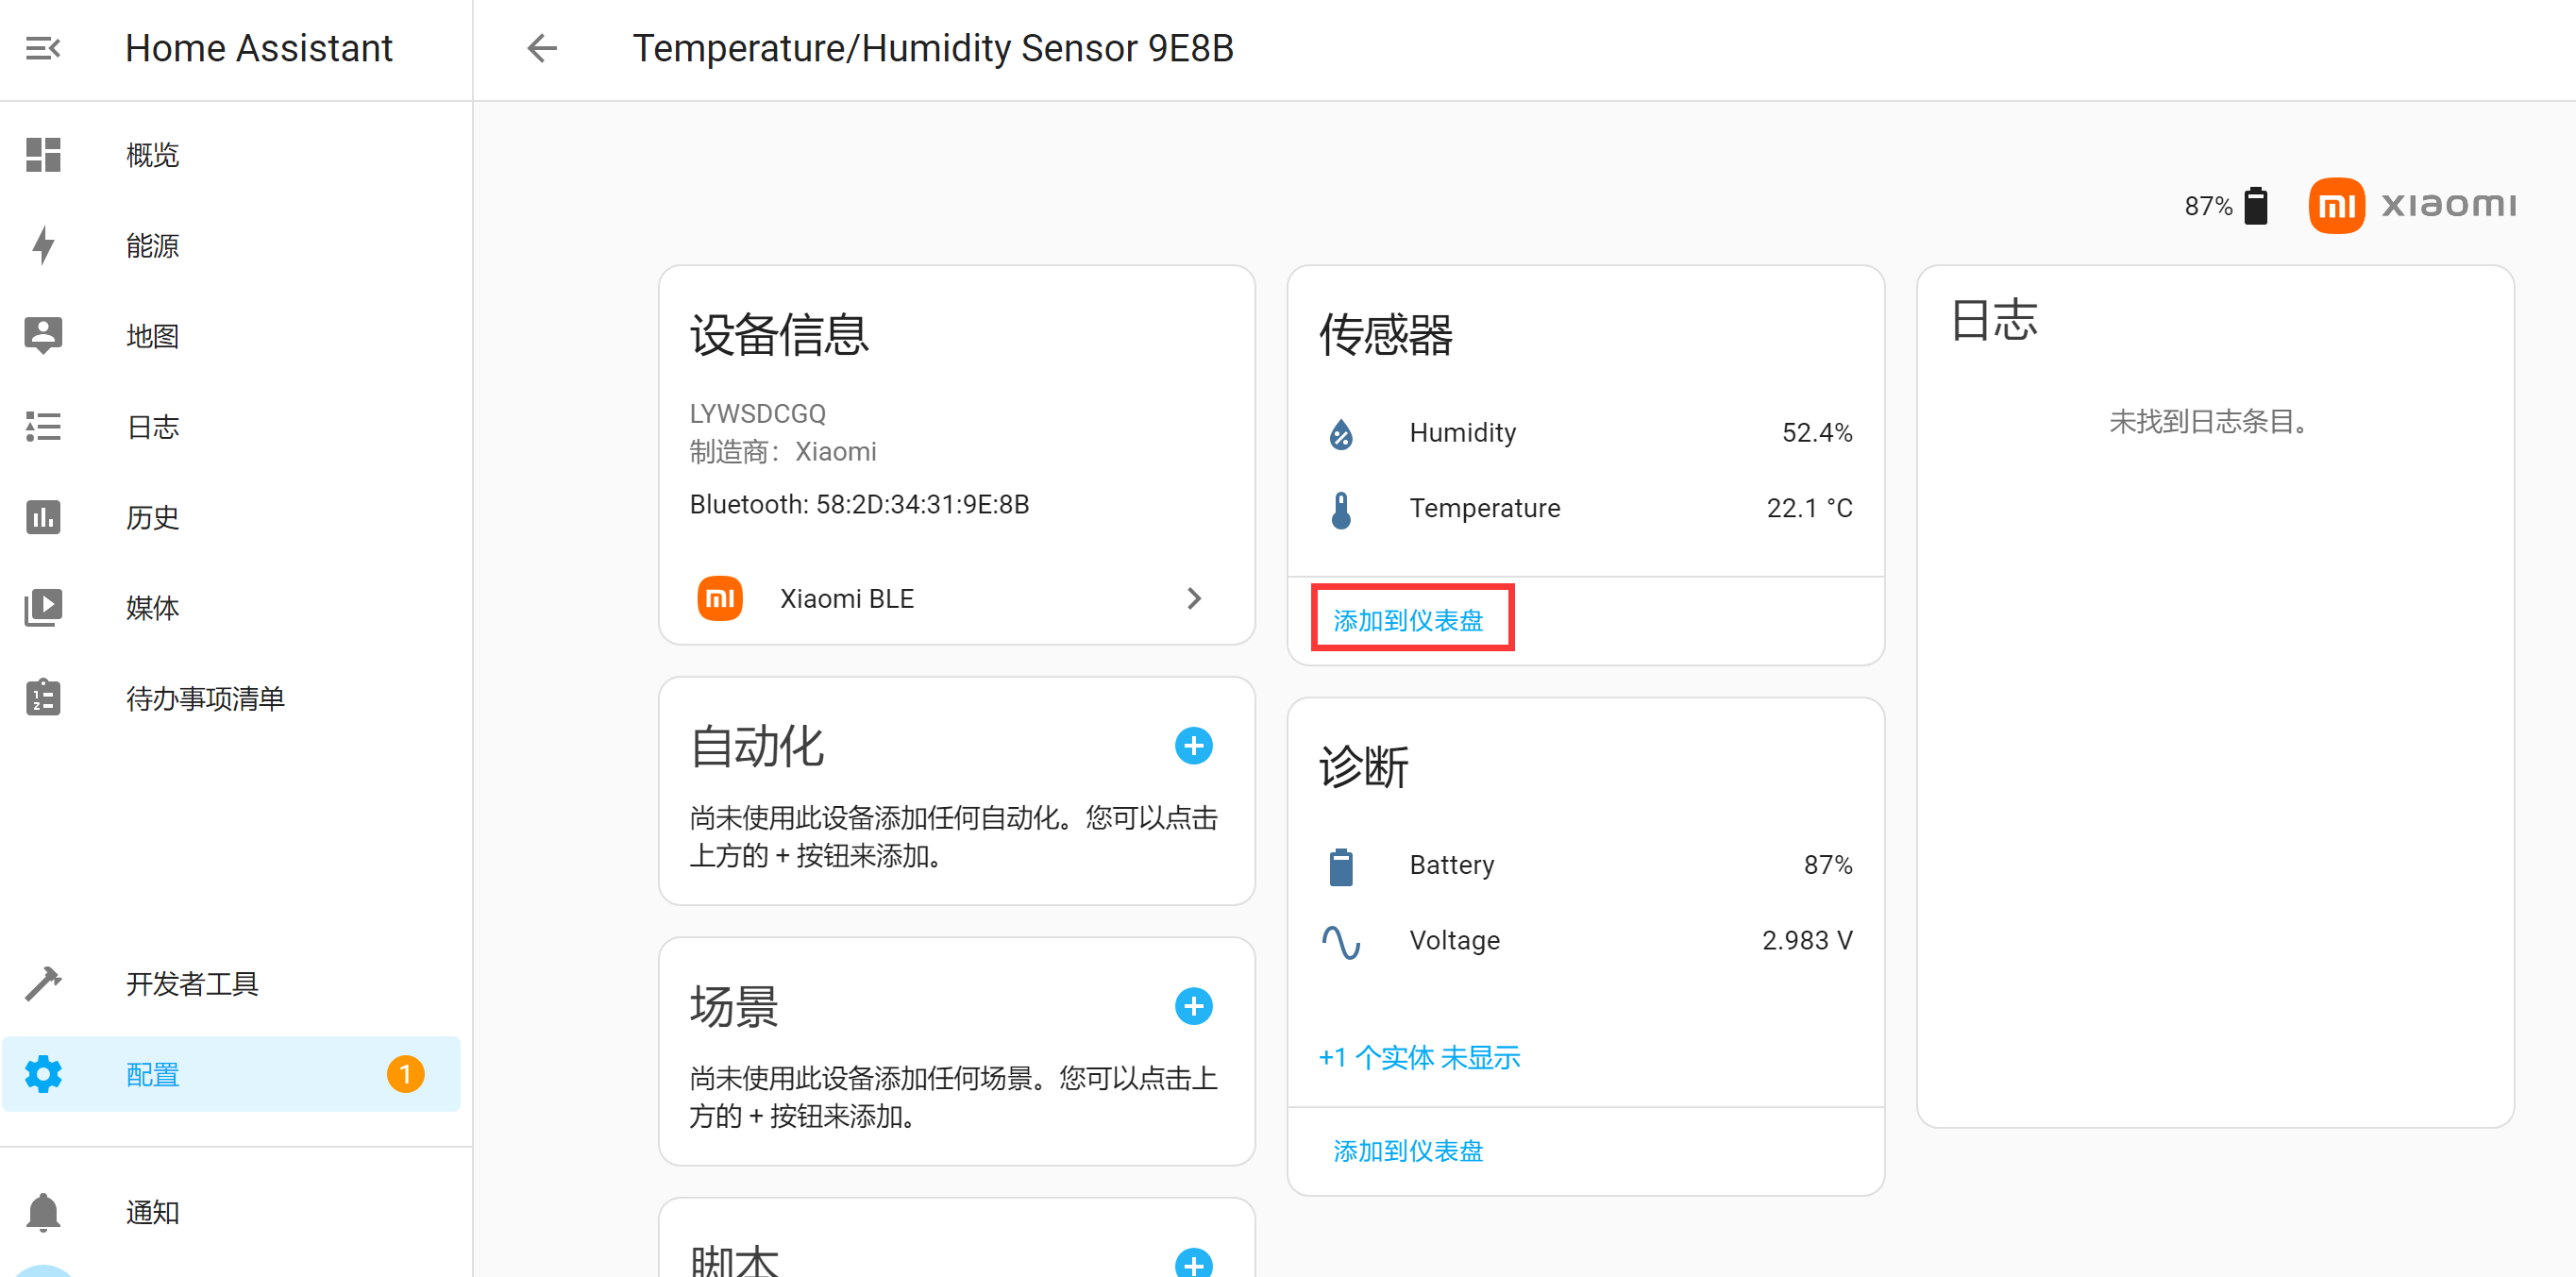 Home Assistant
概览
能源
地图
日志
历史
媒体
待办事项清单
开发者工具
配置
1
通知
Temperature/Humidity Sensor 9E8B
87%
xiaomi
设备信息
LYWSDCGQ
制造商：Xiaomi
Bluetooth: 58:2D:34:31:9E:8B
Xiaomi BLE
自动化
尚未使用此设备添加任何自动化。您可以点击
上方的 + 按钮来添加。
场景
尚未使用此设备添加任何场景。您可以点击上
方的 + 按钮来添加。
脚本
传感器
Humidity 52.4%
Temperature 22.1 °C
添加到仪表盘
诊断
Battery 87%
Voltage 2.983 V
+1 个实体 未显示
添加到仪表盘
日志
未找到日志条目。